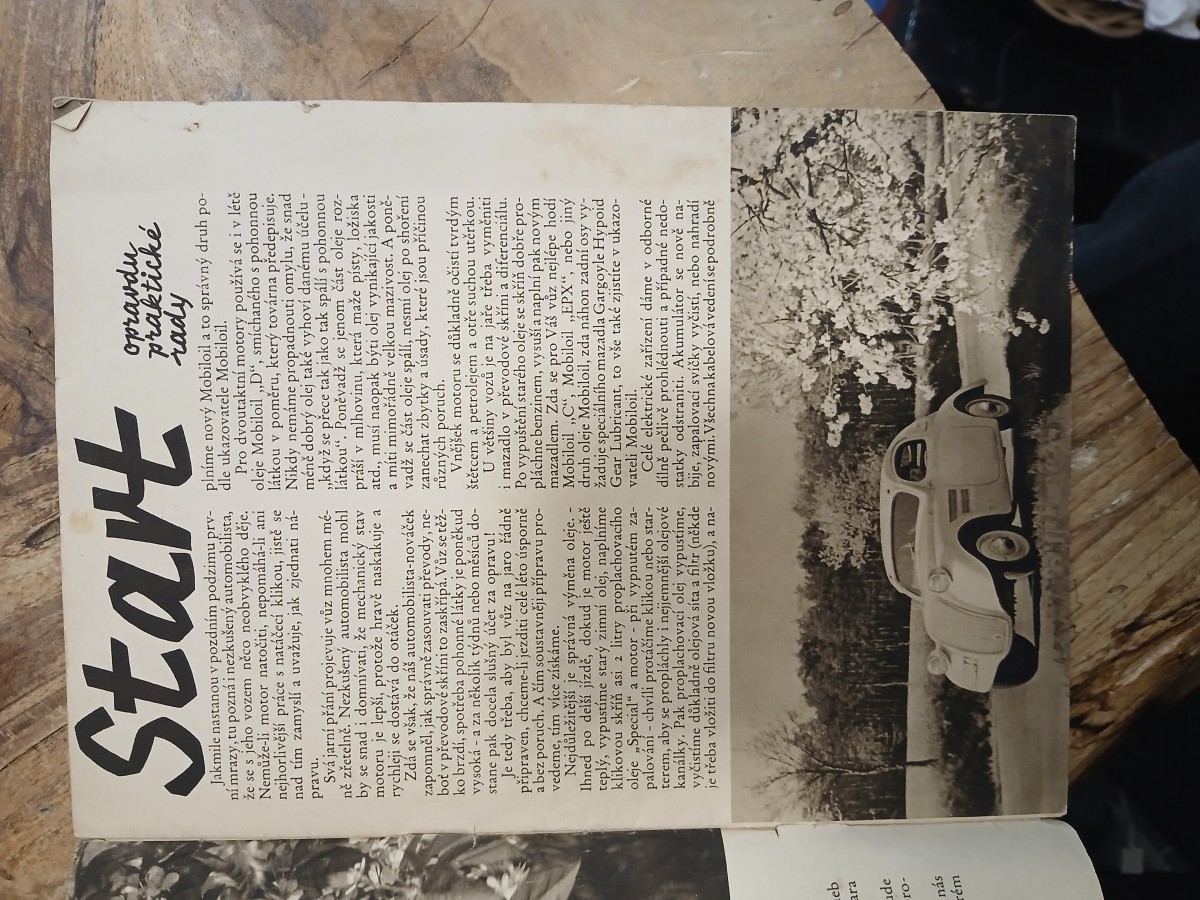 Start
opravdu
praktické
rady
Jakmile nastanou v pozdním podzimu prv-
ní mrazy, tu pozná i nezkušený automobilista,
že se s jeho vozem něco neobvyklého děje.
Nemůže-li motor natočiti, nepomáhá-li ani
nejhorlivější práce s natáčecí klikou, jistě se
nad tím zamyslí a uvažuje, jak zjednati ná-
pravu.
Svá jarní přání projevuje vůz mnohem mé-
ně zřetelně. Nezkušený automobilista mohl
by se snad i domnívati, že mechanický stav
motoru je lepší, protože hravě naskakuje a
rychleji se dostává do otáček.
Zdá se však, že náš automobilista-nováček
zapomněl, jak správně zasouvati převody, ne-
boť v převodové skříni to zaskřípá. Vůz se těž-
ko brzdí, spotřeba pohonné látky je poněkud
vysoká - a za několik týdnů nebo měsíců do-
stane pak docela slušný účet za opravu!
Je tedy třeba, aby byl vůz na jaro řádně
připraven, chceme-li jezditi celé léto úsporně
a bez poruch. A čím soustavněji přípravu pro-
vedeme, tím více získáme.
Nejdůležitější je správná výměna oleje. -
Ihned po delší jízdě, dokud je motor ještě
teplý, vypustíme starý zimní olej, naplníme
klikovou skříň asi 2 litry proplachovacího
oleje „Special“ a motor - při vypnutém za-
palování - chvíli protáčíme klikou nebo star-
terem, aby se propláchly i nejjemnější olejové
kanálky. Pak proplachovací olej vypustíme,
vyčistíme důkladně olejová síta a filtr (někde
je třeba vložiti do filtru novou vložku), a na-
plníme nový Mobiloil a to správný druh po-
dle ukazovatele Mobiloil.
Pro dvoutaktní motory používá se i v létě
oleje Mobiloil „D“, smíchaného s pohonnou
látkou v poměru, který továrna předepisuje.
Nikdy nemáme propadnouti omylu, že snad
méně dobrý olej také vyhoví danému účelu -
„když se přece tak jako tak spálí s pohonnou
látkou“. Poněvadž se jenom část oleje roz-
práší v mlhovinu, která maže písty, ložiska
atd, musí naopak býti olej vynikající jakosti
a míti mimořádně velkou mazivost. A poně-
vadž se část oleje spálí, nesmí olej po shoření
zanechat zbytky a úsady, které jsou příčinou
různých poruch.
Vnějšek motoru se důkladně očistí tvrdým
štětcem a petrolejem a otře suchou utěrkou.
U většiny vozů je na jaře třeba vyměniti
i mazadlo v převodové skříni a diferenciálu.
Po vypuštění starého oleje se skříň dobře pro-
pláchne benzinem, vysuší a naplní pak novým
mazadlem. Zda se pro Váš vůz nejlépe hodí
Mobiloil „C“, Mobiloil „EPX“, nebo jiný
druh oleje Mobiloil, zda náhon zadní osy vy-
žaduje speciálního mazadla Gargoyle Hypoid
Gear Lubricant, to vše také zjistíte v ukazo-
vateli Mobiloil.
Celé elektrické zařízení dáme v odborné
dílně pečlivě prohlédnouti a případné nedo-
statky odstraniti. Akumulátor se nově na-
bije, zapalovací svíčky vyčistí, nebo nahradí
novými. Všechna kabelová vedení se podrobně
eb
ara
ude
ro-
nás
rém